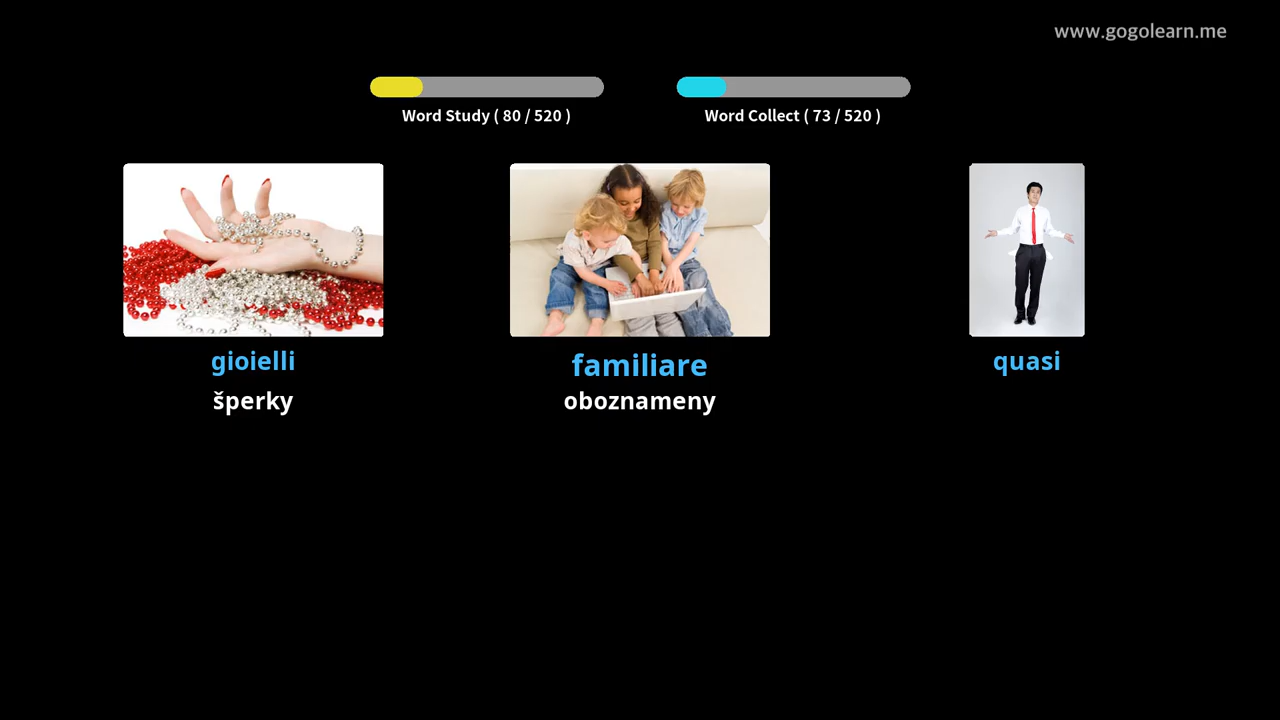 www.gogolearn.me
Word Study ( 80 / 520 )
Word Collect ( 73 / 520 )
gioielli
šperky
familiare
oboznameny
quasi